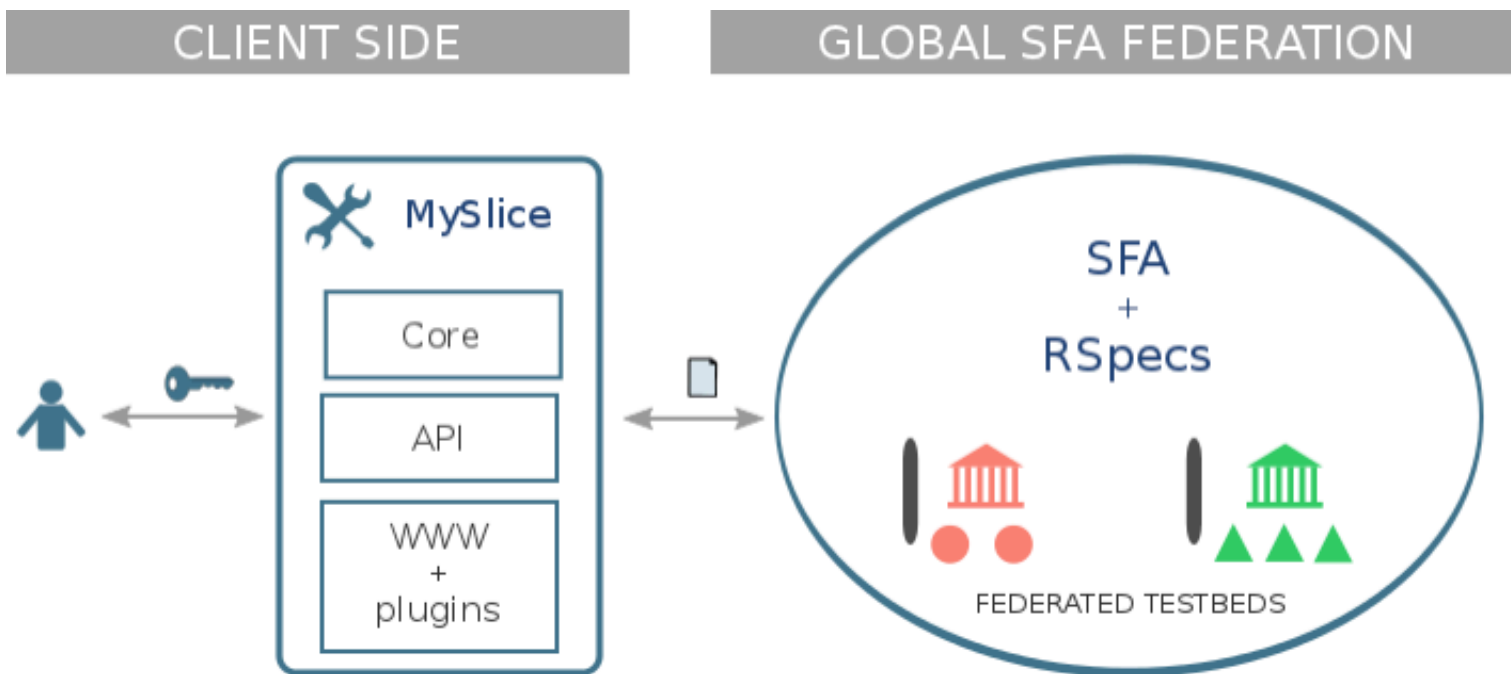 CLIENT SIDE
GLOBAL SFA FEDERATION
MySlice
Core
API
WWW
+
plugins
SFA
+
RSpecs
FEDERATED TESTBEDS